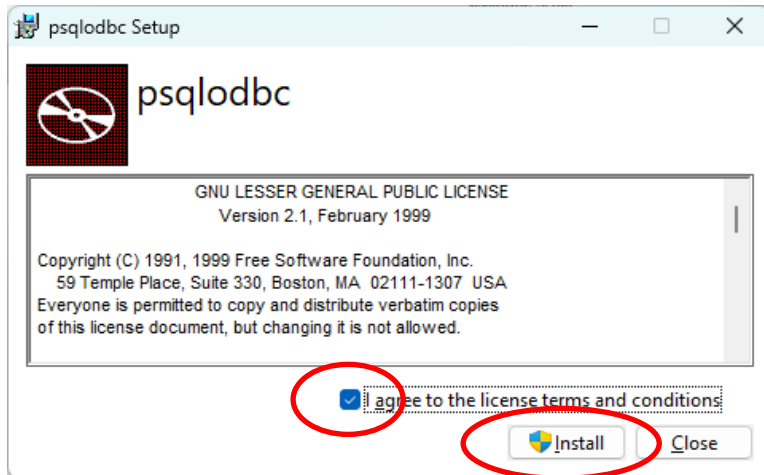 psqlodbc Setup
psqlodbc
GNU LESSER GENERAL PUBLIC LICENSE
Version 2.1, February 1999
Copyright (C) 1991, 1999 Free Software Foundation, Inc.
59 Temple Place, Suite 330, Boston, MA  02111-1307  USA
Everyone is permitted to copy and distribute verbatim copies
of this license document, but changing it is not allowed.
I agree to the license terms and conditions
Install
Close